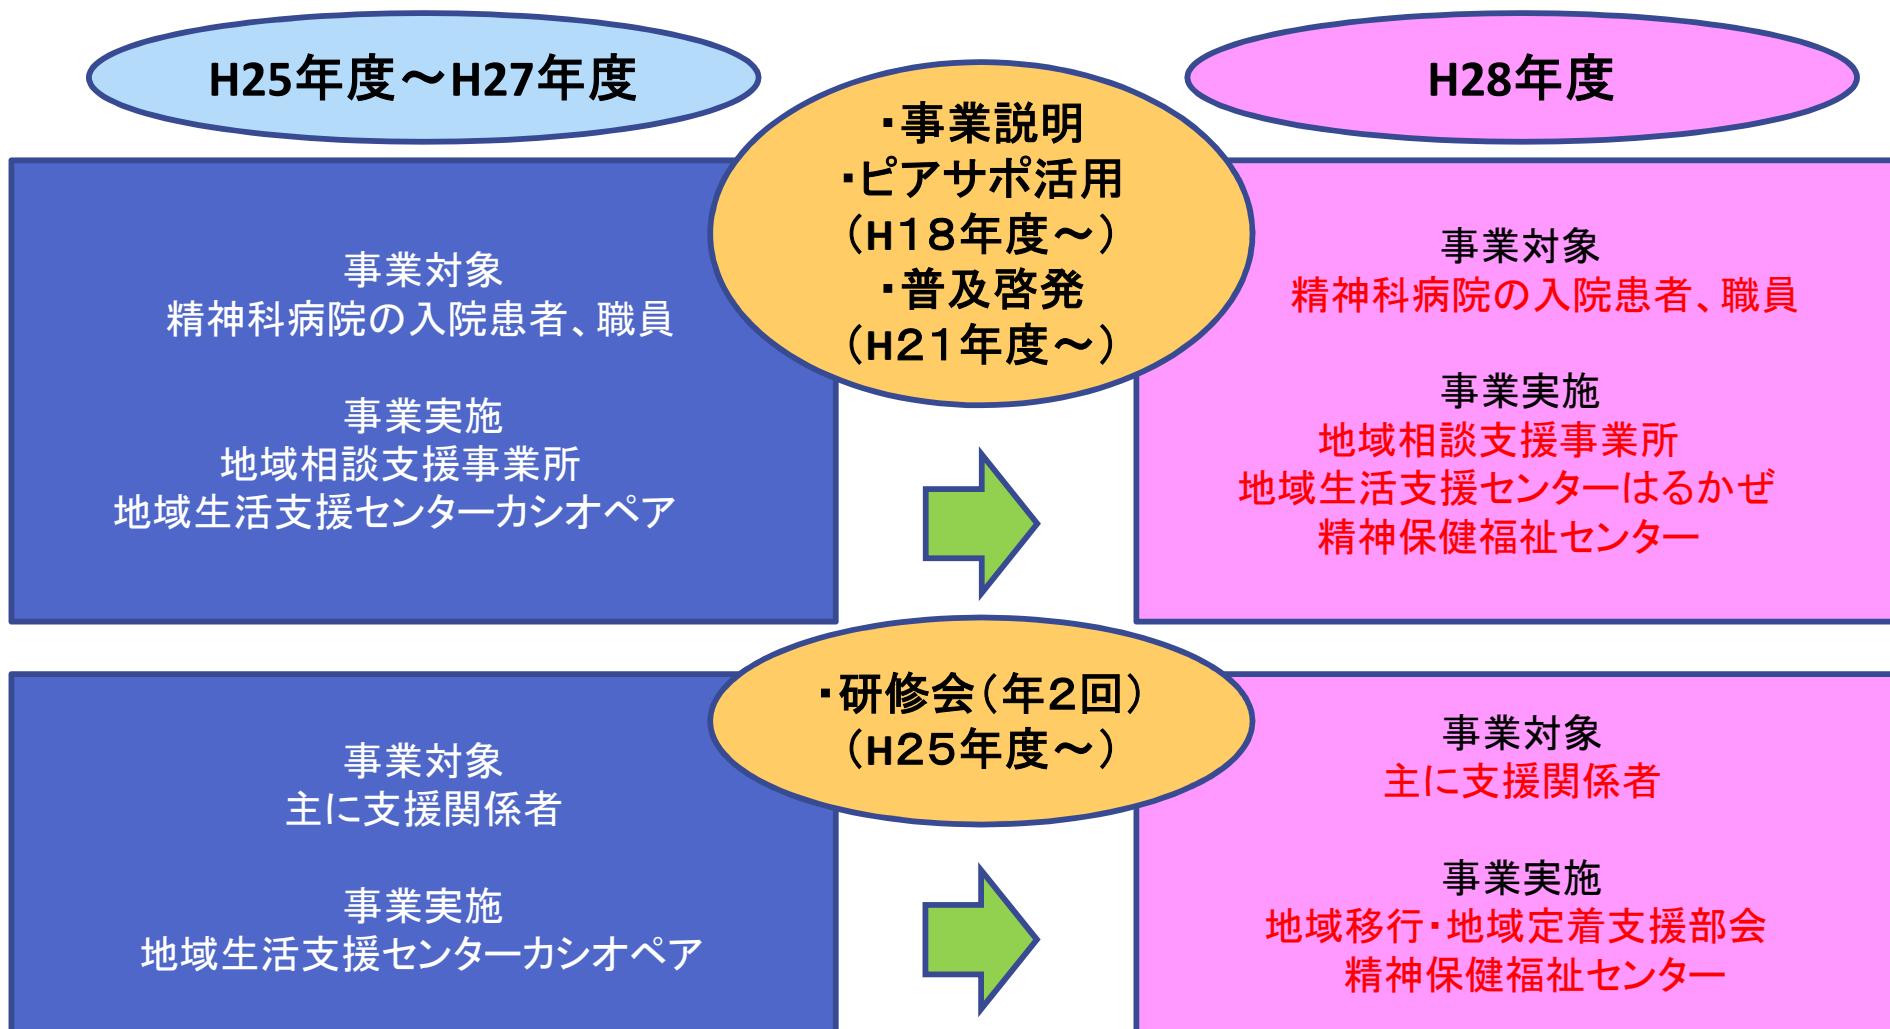 H25年度～H27年度
H28年度
・事業説明
・ピアサポ活用
（H１８年度～）
・普及啓発
（H２１年度～）
事業対象
精神科病院の入院患者、職員
事業実施
地域相談支援事業所
地域生活支援センターカシオペア
事業対象
精神科病院の入院患者、職員
事業実施
地域相談支援事業所
地域生活支援センターはるかぜ
精神保健福祉センター
・研修会（年２回）
（H２５年度～）
事業対象
主に支援関係者
事業実施
地域生活支援センターカシオペア
事業対象
主に支援関係者
事業実施
地域移行・地域定着支援部会
精神保健福祉センター